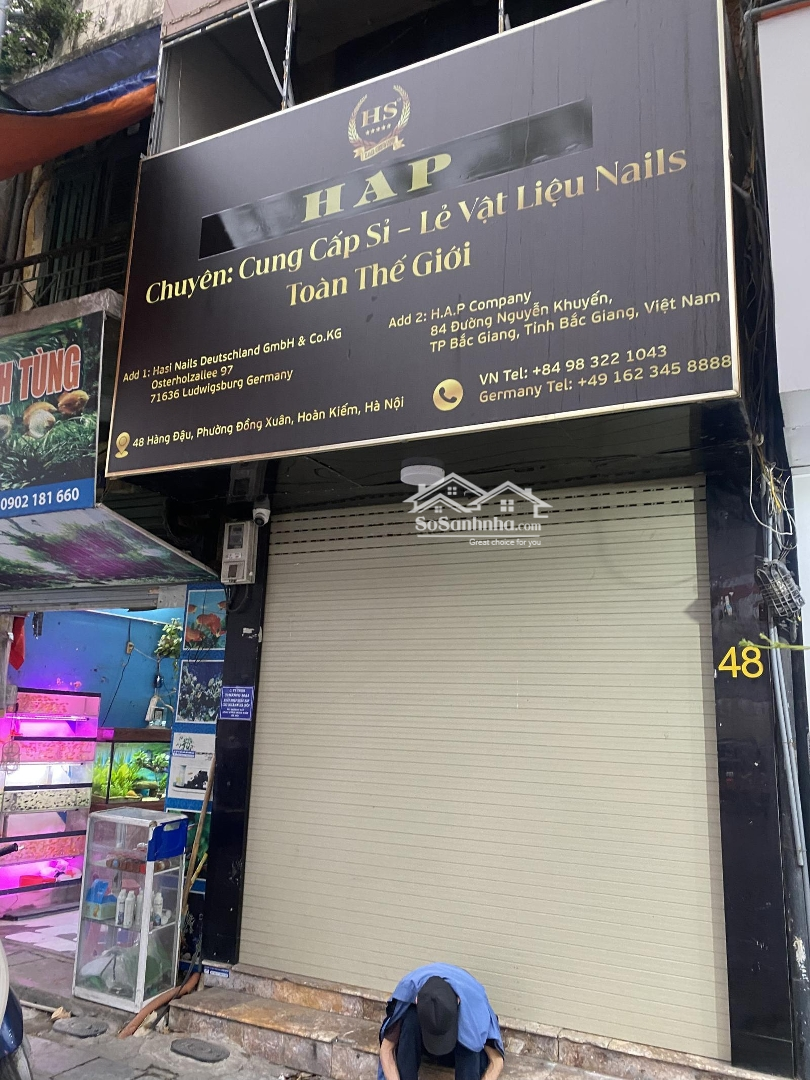 HS
HAP
Chuyên: Cung Cấp Sỉ – Lẻ Vật Liệu Nails
Toàn Thế Giới
Add 1: Hasi Nails Deutschland GmbH & Co.KG
Osterholzallee 97
71636 Ludwigsburg Germany
Add 2: H.A.P Company
84 Đường Nguyễn Khuyến,
TP Bắc Giang, Tỉnh Bắc Giang, Việt Nam
VN Tel: +84 98 322 1043
Germany Tel: +49 162 345 8888
48 Hàng Đậu, Phường Đồng Xuân, Hoàn Kiếm, Hà Nội
H TÙNG
0902 181 660
SoSanhnha.com
Great choice for you
48